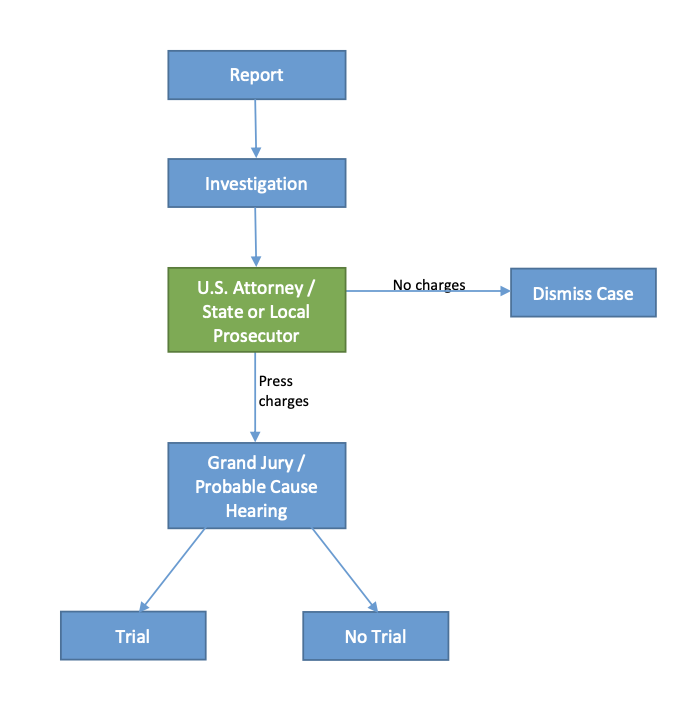 Report
Investigation
U.S. Attorney /
State or Local
Prosecutor
No charges
Dismiss Case
Press
charges
Grand Jury /
Probable Cause
Hearing
Trial
No Trial